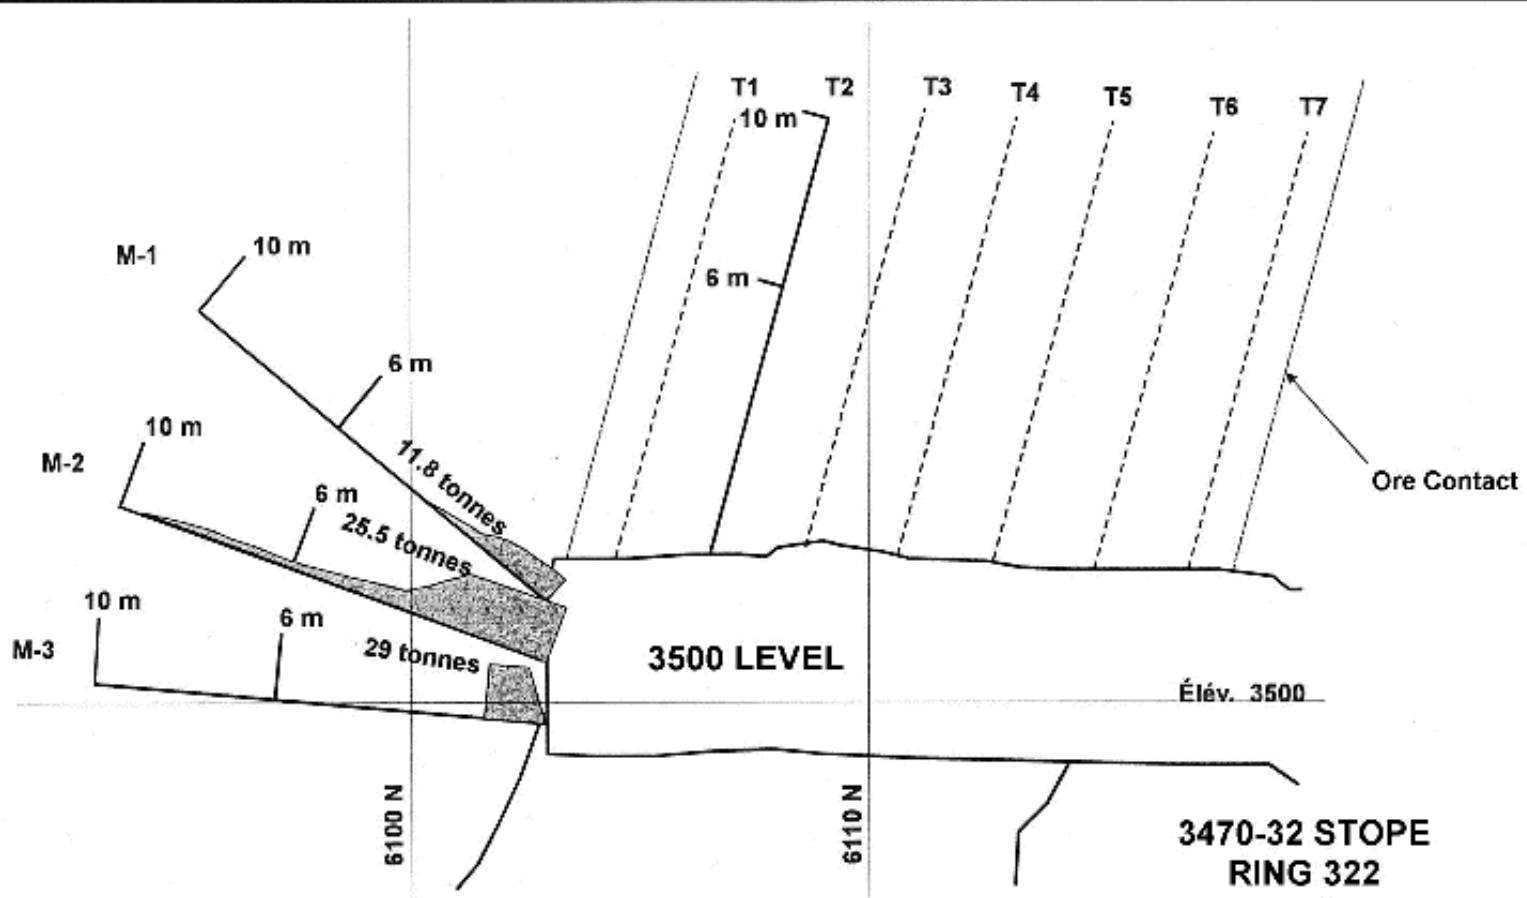 T1
T2
T3
T4
T5
T6
T7
10 m
6 m
M-1
10 m
6 m
11.8 tonnes
M-2
10 m
6 m
25.5 tonnes
M-3
10 m
6 m
29 tonnes
Ore Contact
3500 LEVEL
Élév. 3500
6100 N
6110 N
3470-32 STOPE
RING 322